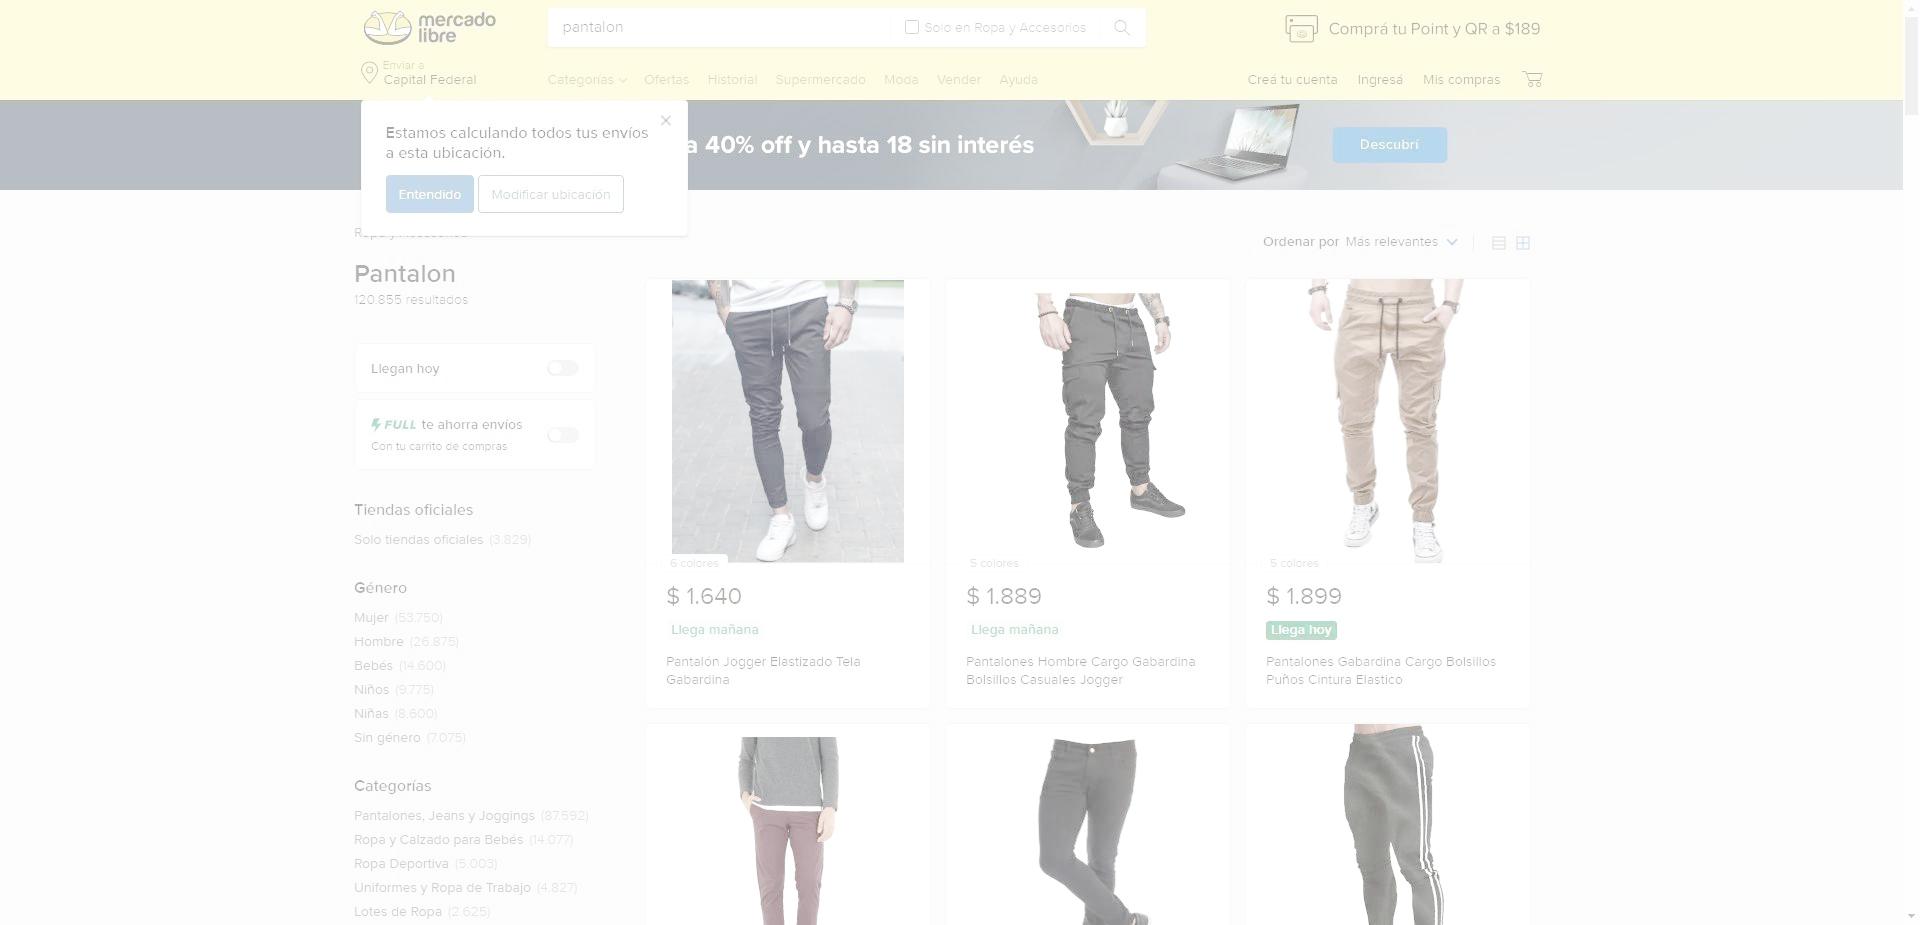 mercado
libre
pantalon
Solo en Ropa y Accesorios
Comprá tu Point y QR a $189
Enviar a
Capital Federal
Categorías
Ofertas
Historial
Supermercado
Moda
Vender
Ayuda
Creá tu cuenta
Ingresá
Mis compras
Estamos calculando todos tus envíos
a esta ubicación.
Entendido
Modificar ubicación
a 40% off y hasta 18 sin interés
Descubrí
Ropa y Accesorios
Ordenar por Más relevantes
Pantalon
120.855 resultados
Llegan hoy
FULL te ahorra envíos
Con tu carrito de compras
Tiendas oficiales
Solo tiendas oficiales (3.829)
Género
Mujer (53.750)
Hombre (26.875)
Bebés (14.600)
Niños (9.775)
Niñas (8.600)
Sin género (7.075)
Categorías
Pantalones, Jeans y Joggings (87.592)
Ropa y Calzado para Bebés (14.077)
Ropa Deportiva (5.003)
Uniformes y Ropa de Trabajo (4.827)
Lotes de Ropa (2.625)
6 colores
$ 1.640
Llega mañana
Pantalón Jogger Elastizado Tela
Gabardina
5 colores
$ 1.889
Llega mañana
Pantalones Hombre Cargo Gabardina
Bolsillos Casuales Jogger
5 colores
$ 1.899
Llega hoy
Pantalones Gabardina Cargo Bolsillos
Puños Cintura Elastico